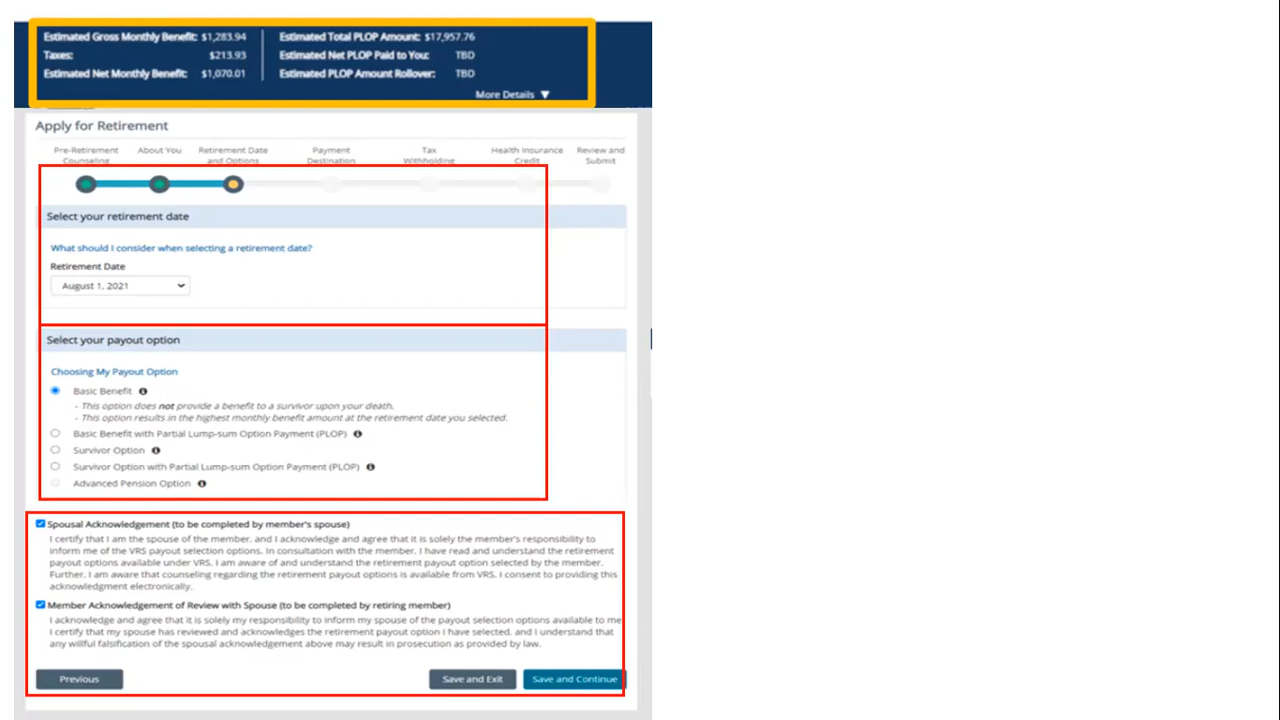 Estimated Gross Monthly Benefit: $1,283.94
Estimated Total PLOP Amount: $17,957.76
Taxes: $213.93
Estimated Net PLOP Paid to You: TBD
Estimated Net Monthly Benefit: $1,070.01
Estimated PLOP Amount Rollover: TBD
More Details ▼
Apply for Retirement
Pre-Retirement Counseling
About You
Retirement Date and Options
Payment Destination
Tax Withholding
Health Insurance Credit
Review and Submit
Select your retirement date
What should I consider when selecting a retirement date?
Retirement Date
August 1, 2021
Select your payout option
Choosing My Payout Option
Basic Benefit
- This option does not provide a benefit to a survivor upon your death.
- This option results in the highest monthly benefit amount at the retirement date you selected.
Basic Benefit with Partial Lump-sum Option Payment (PLOP)
Survivor Option
Survivor Option with Partial Lump-sum Option Payment (PLOP)
Advanced Pension Option
Spousal Acknowledgement (to be completed by member's spouse)
I certify that I am the spouse of the member, and I acknowledge and agree that it is solely the member's responsibility to
inform me of the VRS payout selection options. In consultation with the member, I have read and understand the retirement
payout options available under VRS. I am aware of and understand the retirement payout option selected by the member.
Further, I am aware that counseling regarding the retirement payout options is available from VRS. I consent to providing this
acknowledgment electronically.
Member Acknowledgement of Review with Spouse (to be completed by retiring member)
I acknowledge and agree that it is solely my responsibility to inform my spouse of the payout selection options available to me
I certify that my spouse has reviewed and acknowledges the retirement payout option I have selected, and I understand that
any willful falsification of the spousal acknowledgement above may result in prosecution as provided by law.
Previous
Save and Exit
Save and Continue